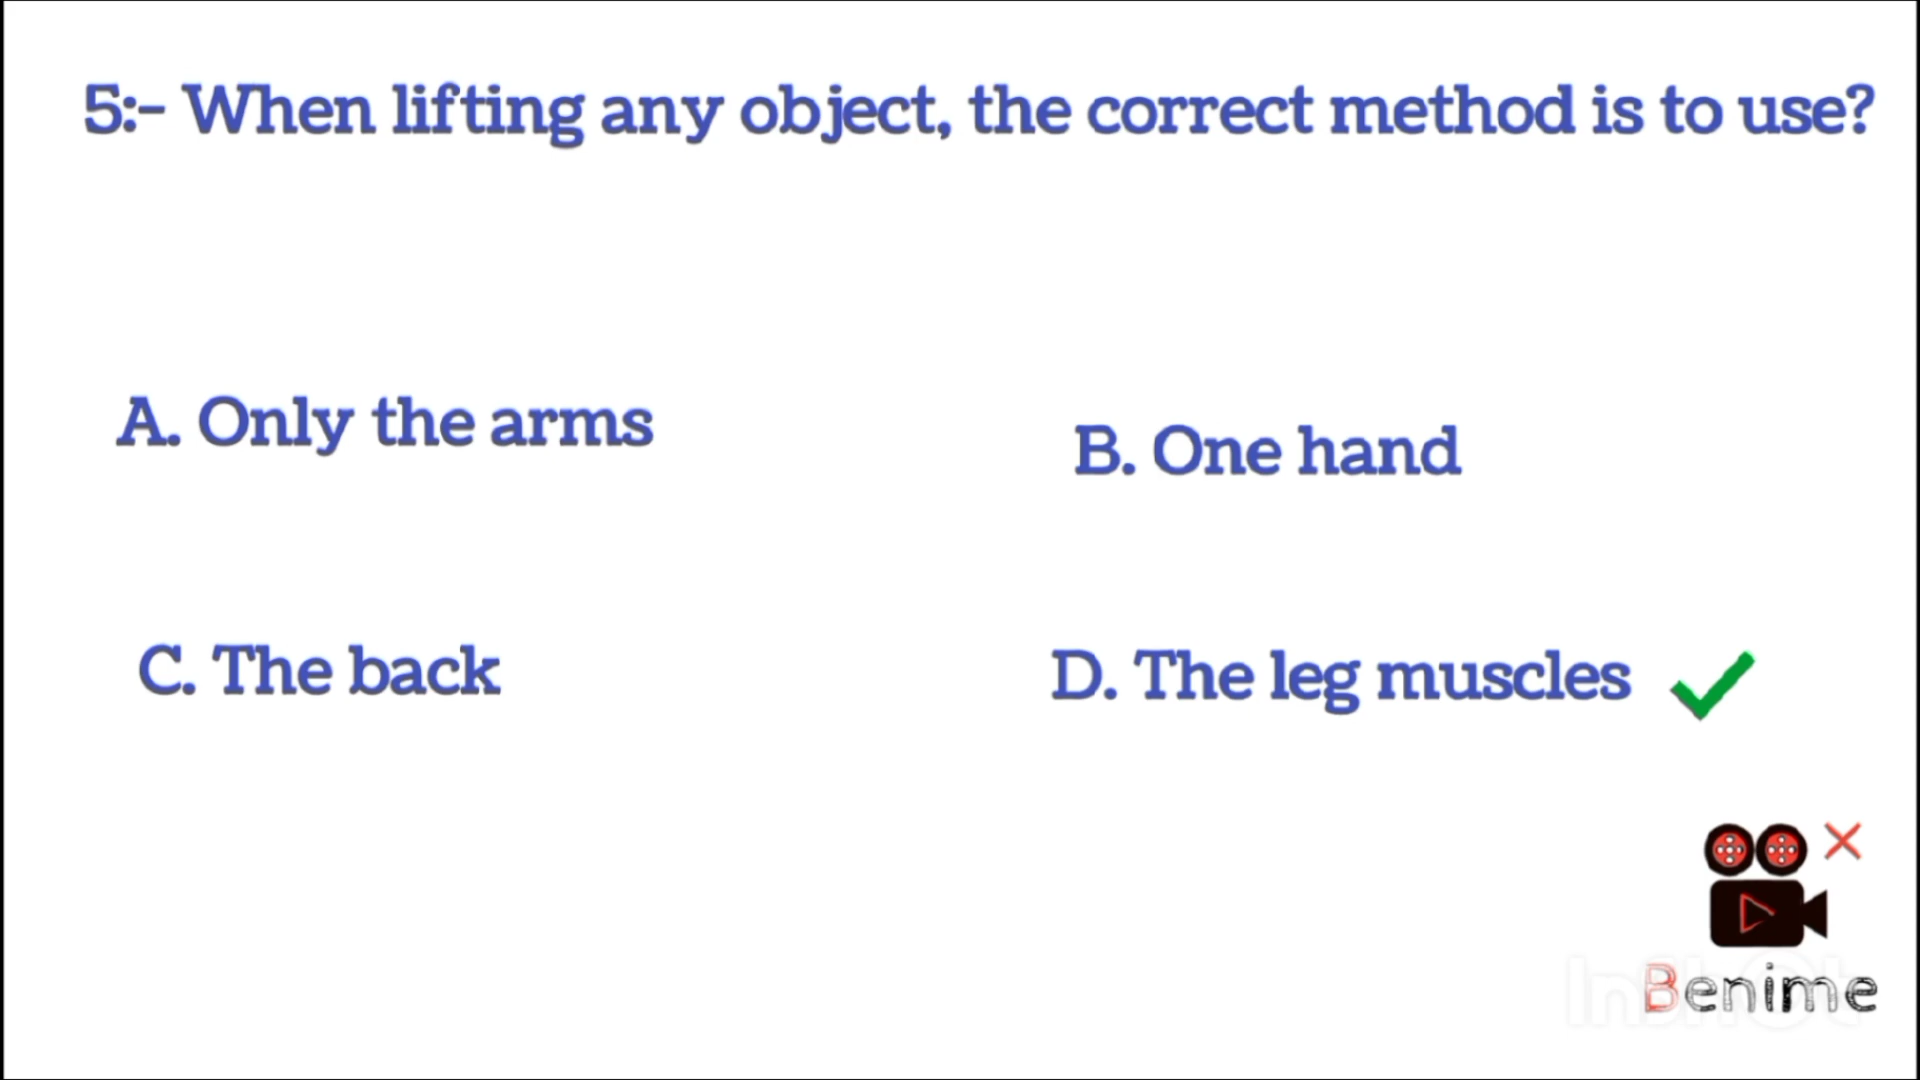 5:- When lifting any object, the correct method is to use?
A. Only the arms
B. One hand
C. The back
D. The leg muscles
InShot
Benime